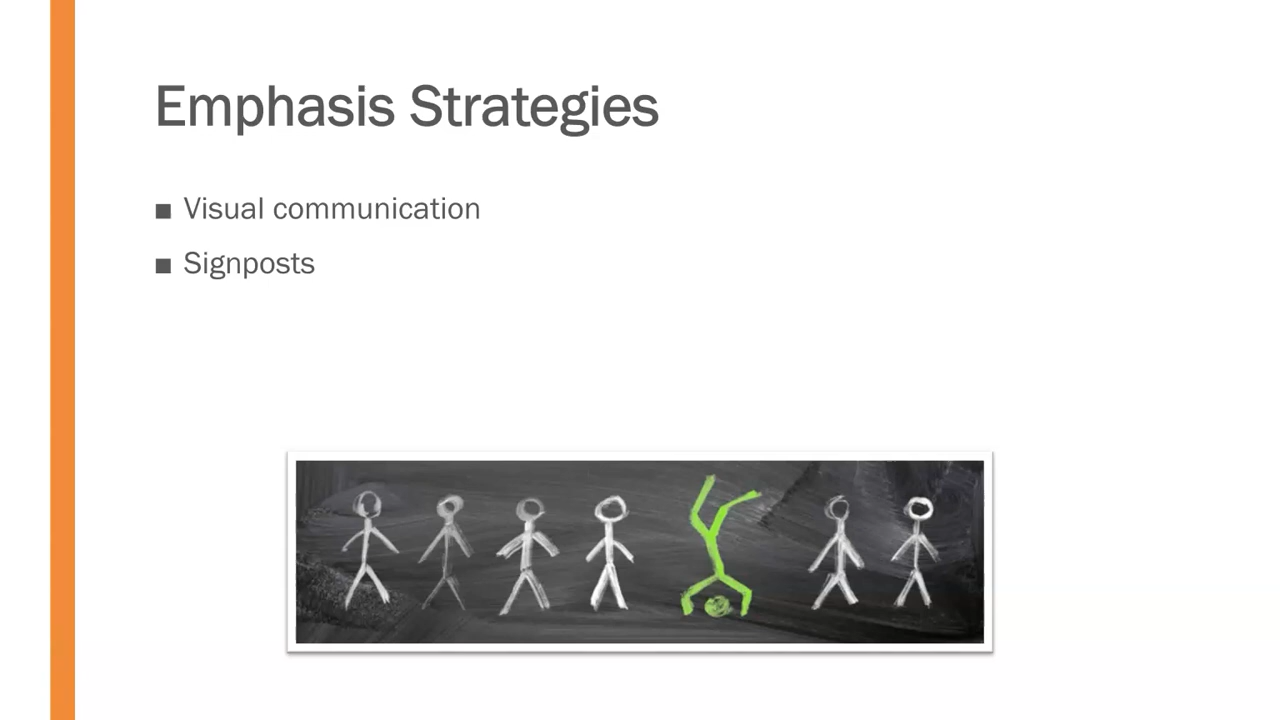 Emphasis Strategies
■ Visual communication
■ Signposts